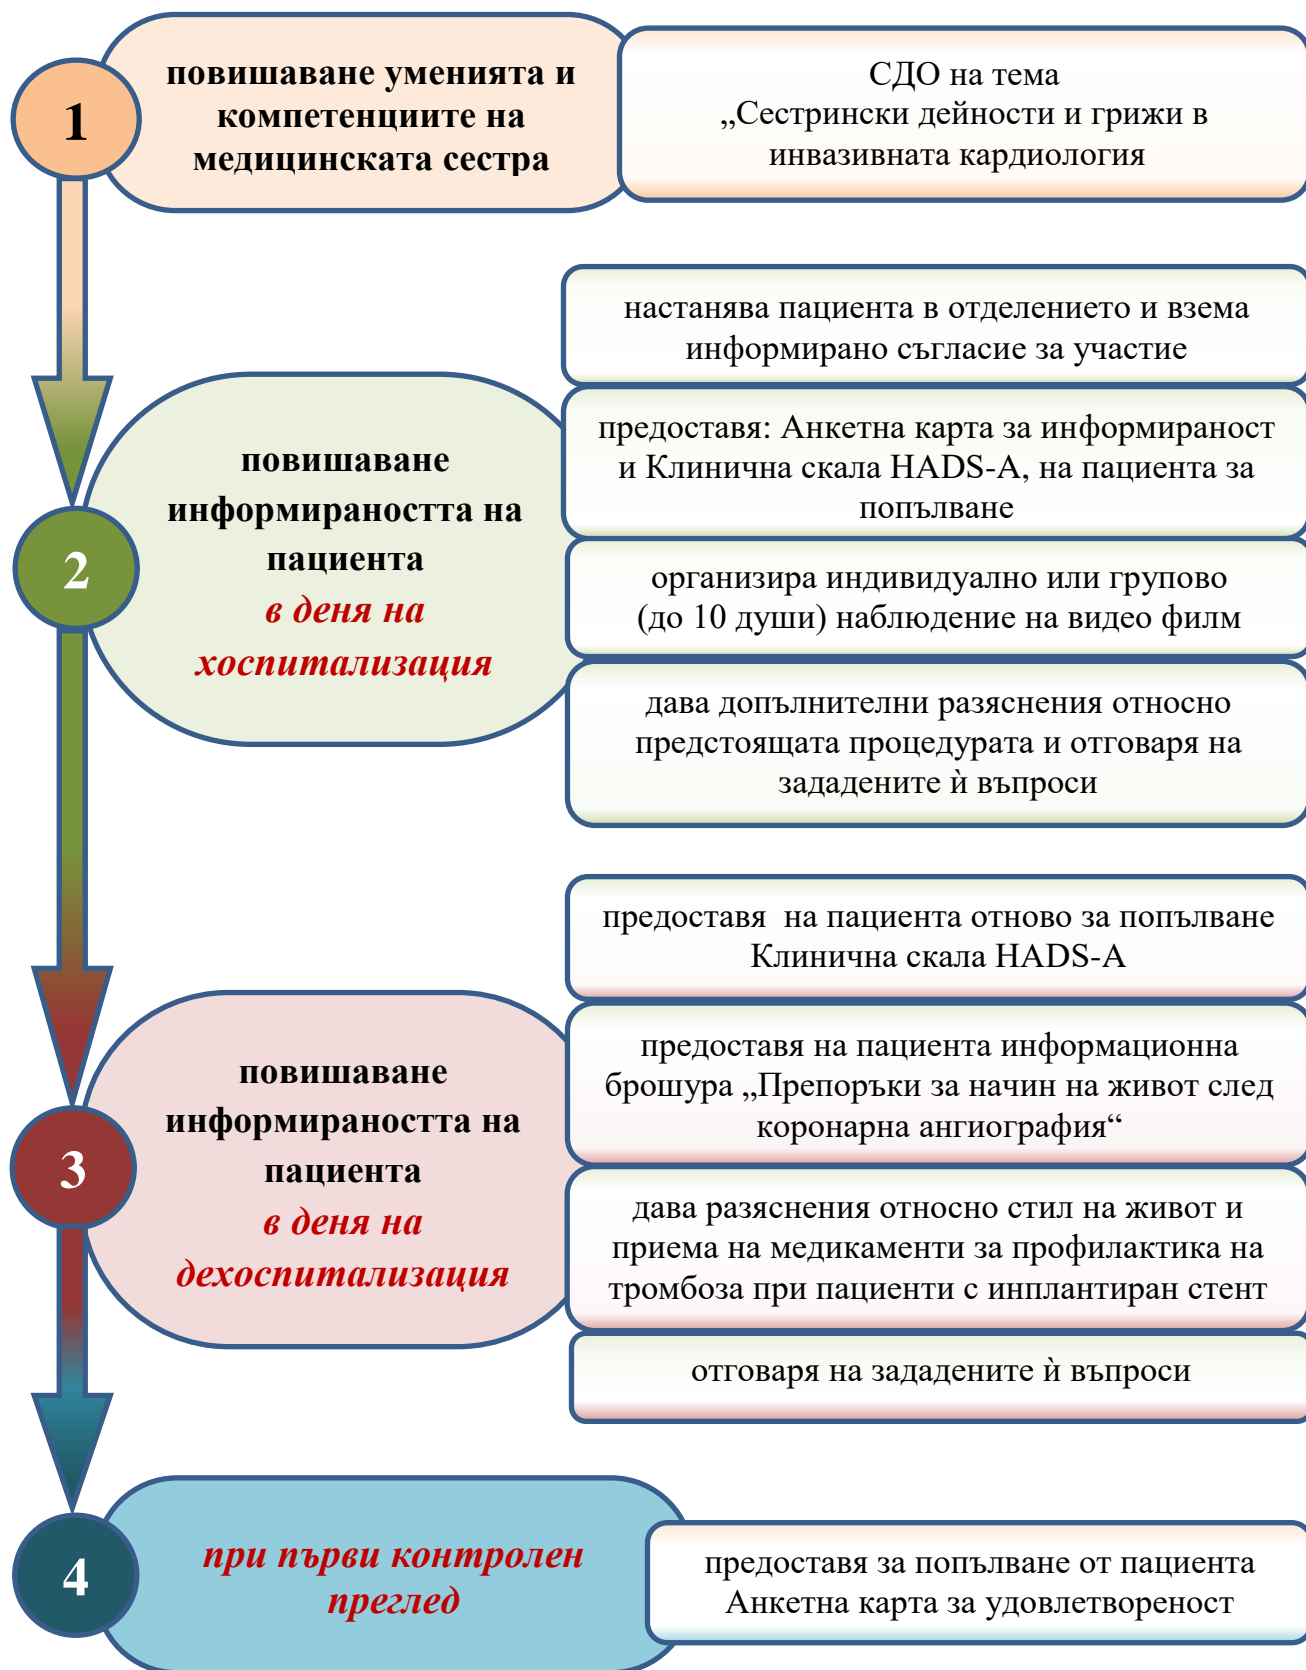 1
повишаване уменията и
компетенциите на
медицинската сестра
СДО на тема
„Сестрински дейности и грижи в
инвазивната кардиология
2
повишаване
информираността на
пациента
в деня на
хоспитализация
настанява пациента в отделението и взема
информирано съгласие за участие
предоставя: Анкетна карта за информираност
и Клинична скала HADS-A, на пациента за
попълване
организира индивидуално или групово
(до 10 души) наблюдение на видео филм
дава допълнителни разяснения относно
предстоящата процедурата и отговаря на
зададените ѝ въпроси
3
повишаване
информираността на
пациента
в деня на
дехоспитализация
предоставя на пациента отново за попълване
Клинична скала HADS-A
предоставя на пациента информационна
брошура „Препоръки за начин на живот след
коронарна ангиография“
дава разяснения относно стил на живот и
приема на медикаменти за профилактика на
тромбоза при пациенти с инплантиран стент
отговаря на зададените ѝ въпроси
4
при първи контролен
преглед
предоставя за попълване от пациента
Анкетна карта за удовлетвореност